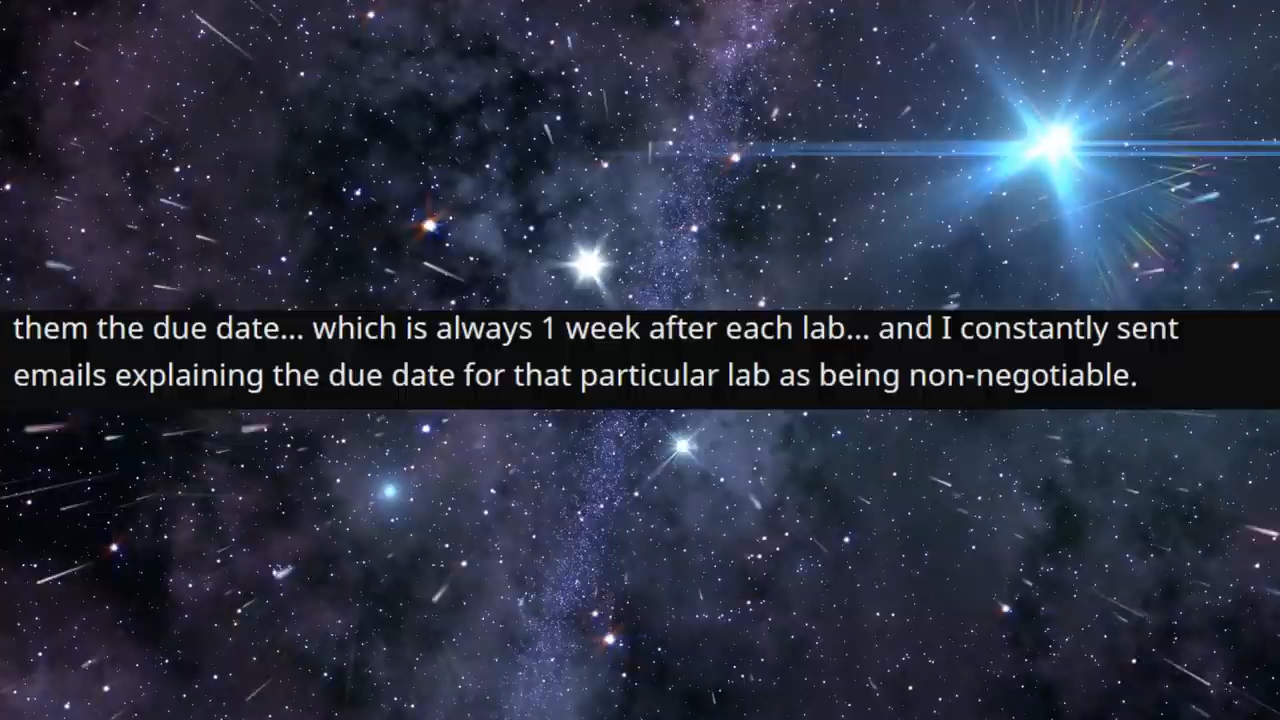 them the due date... which is always 1 week after each lab... and I constantly sent
emails explaining the due date for that particular lab as being non-negotiable.